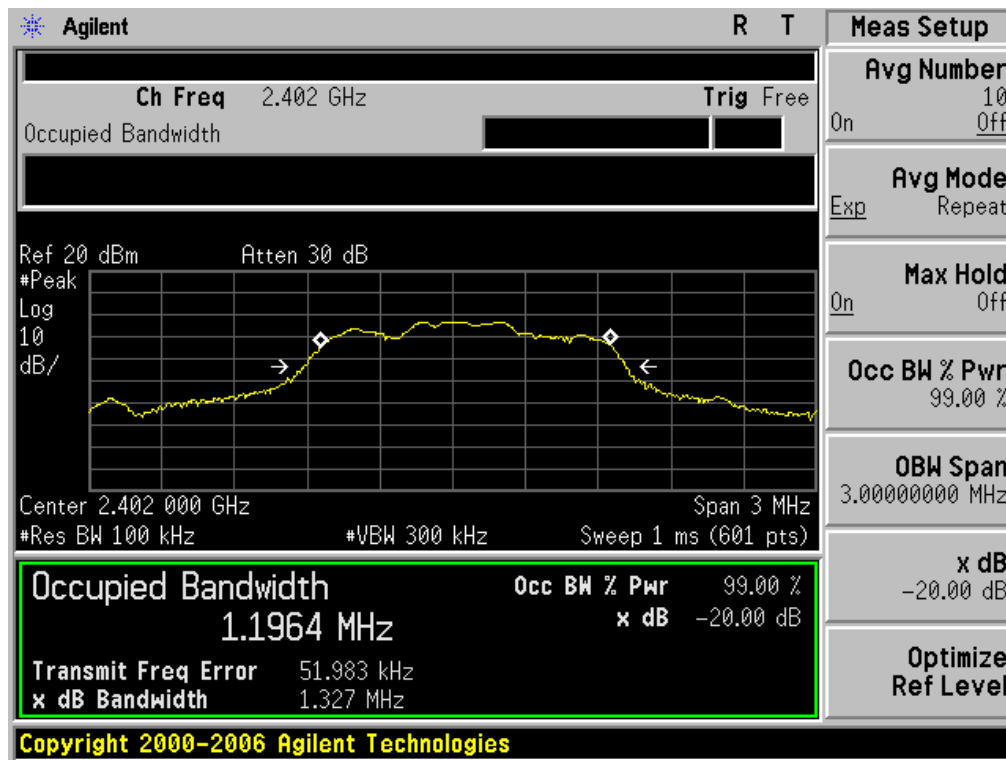 Agilent R T
Ch Freq 2.402 GHz Trig Free
Occupied Bandwidth
Ref 20 dBm Atten 30 dB
#Peak
Log
10
dB/
Center 2.402 000 GHz Span 3 MHz
#Res BW 100 kHz #VBW 300 kHz Sweep 1 ms (601 pts)
Occupied Bandwidth Occ BW % Pwr 99.00 %
1.1964 MHz x dB -20.00 dB
Transmit Freq Error 51.983 kHz
x dB Bandwidth 1.327 MHz
Copyright 2000-2006 Agilent Technologies
Meas Setup
Avg Number
10
On Off
Avg Mode
Exp Repeat
Max Hold
On Off
Occ BW % Pwr
99.00 %
OBW Span
3.00000000 MHz
x dB
-20.00 dB
Optimize
Ref Level